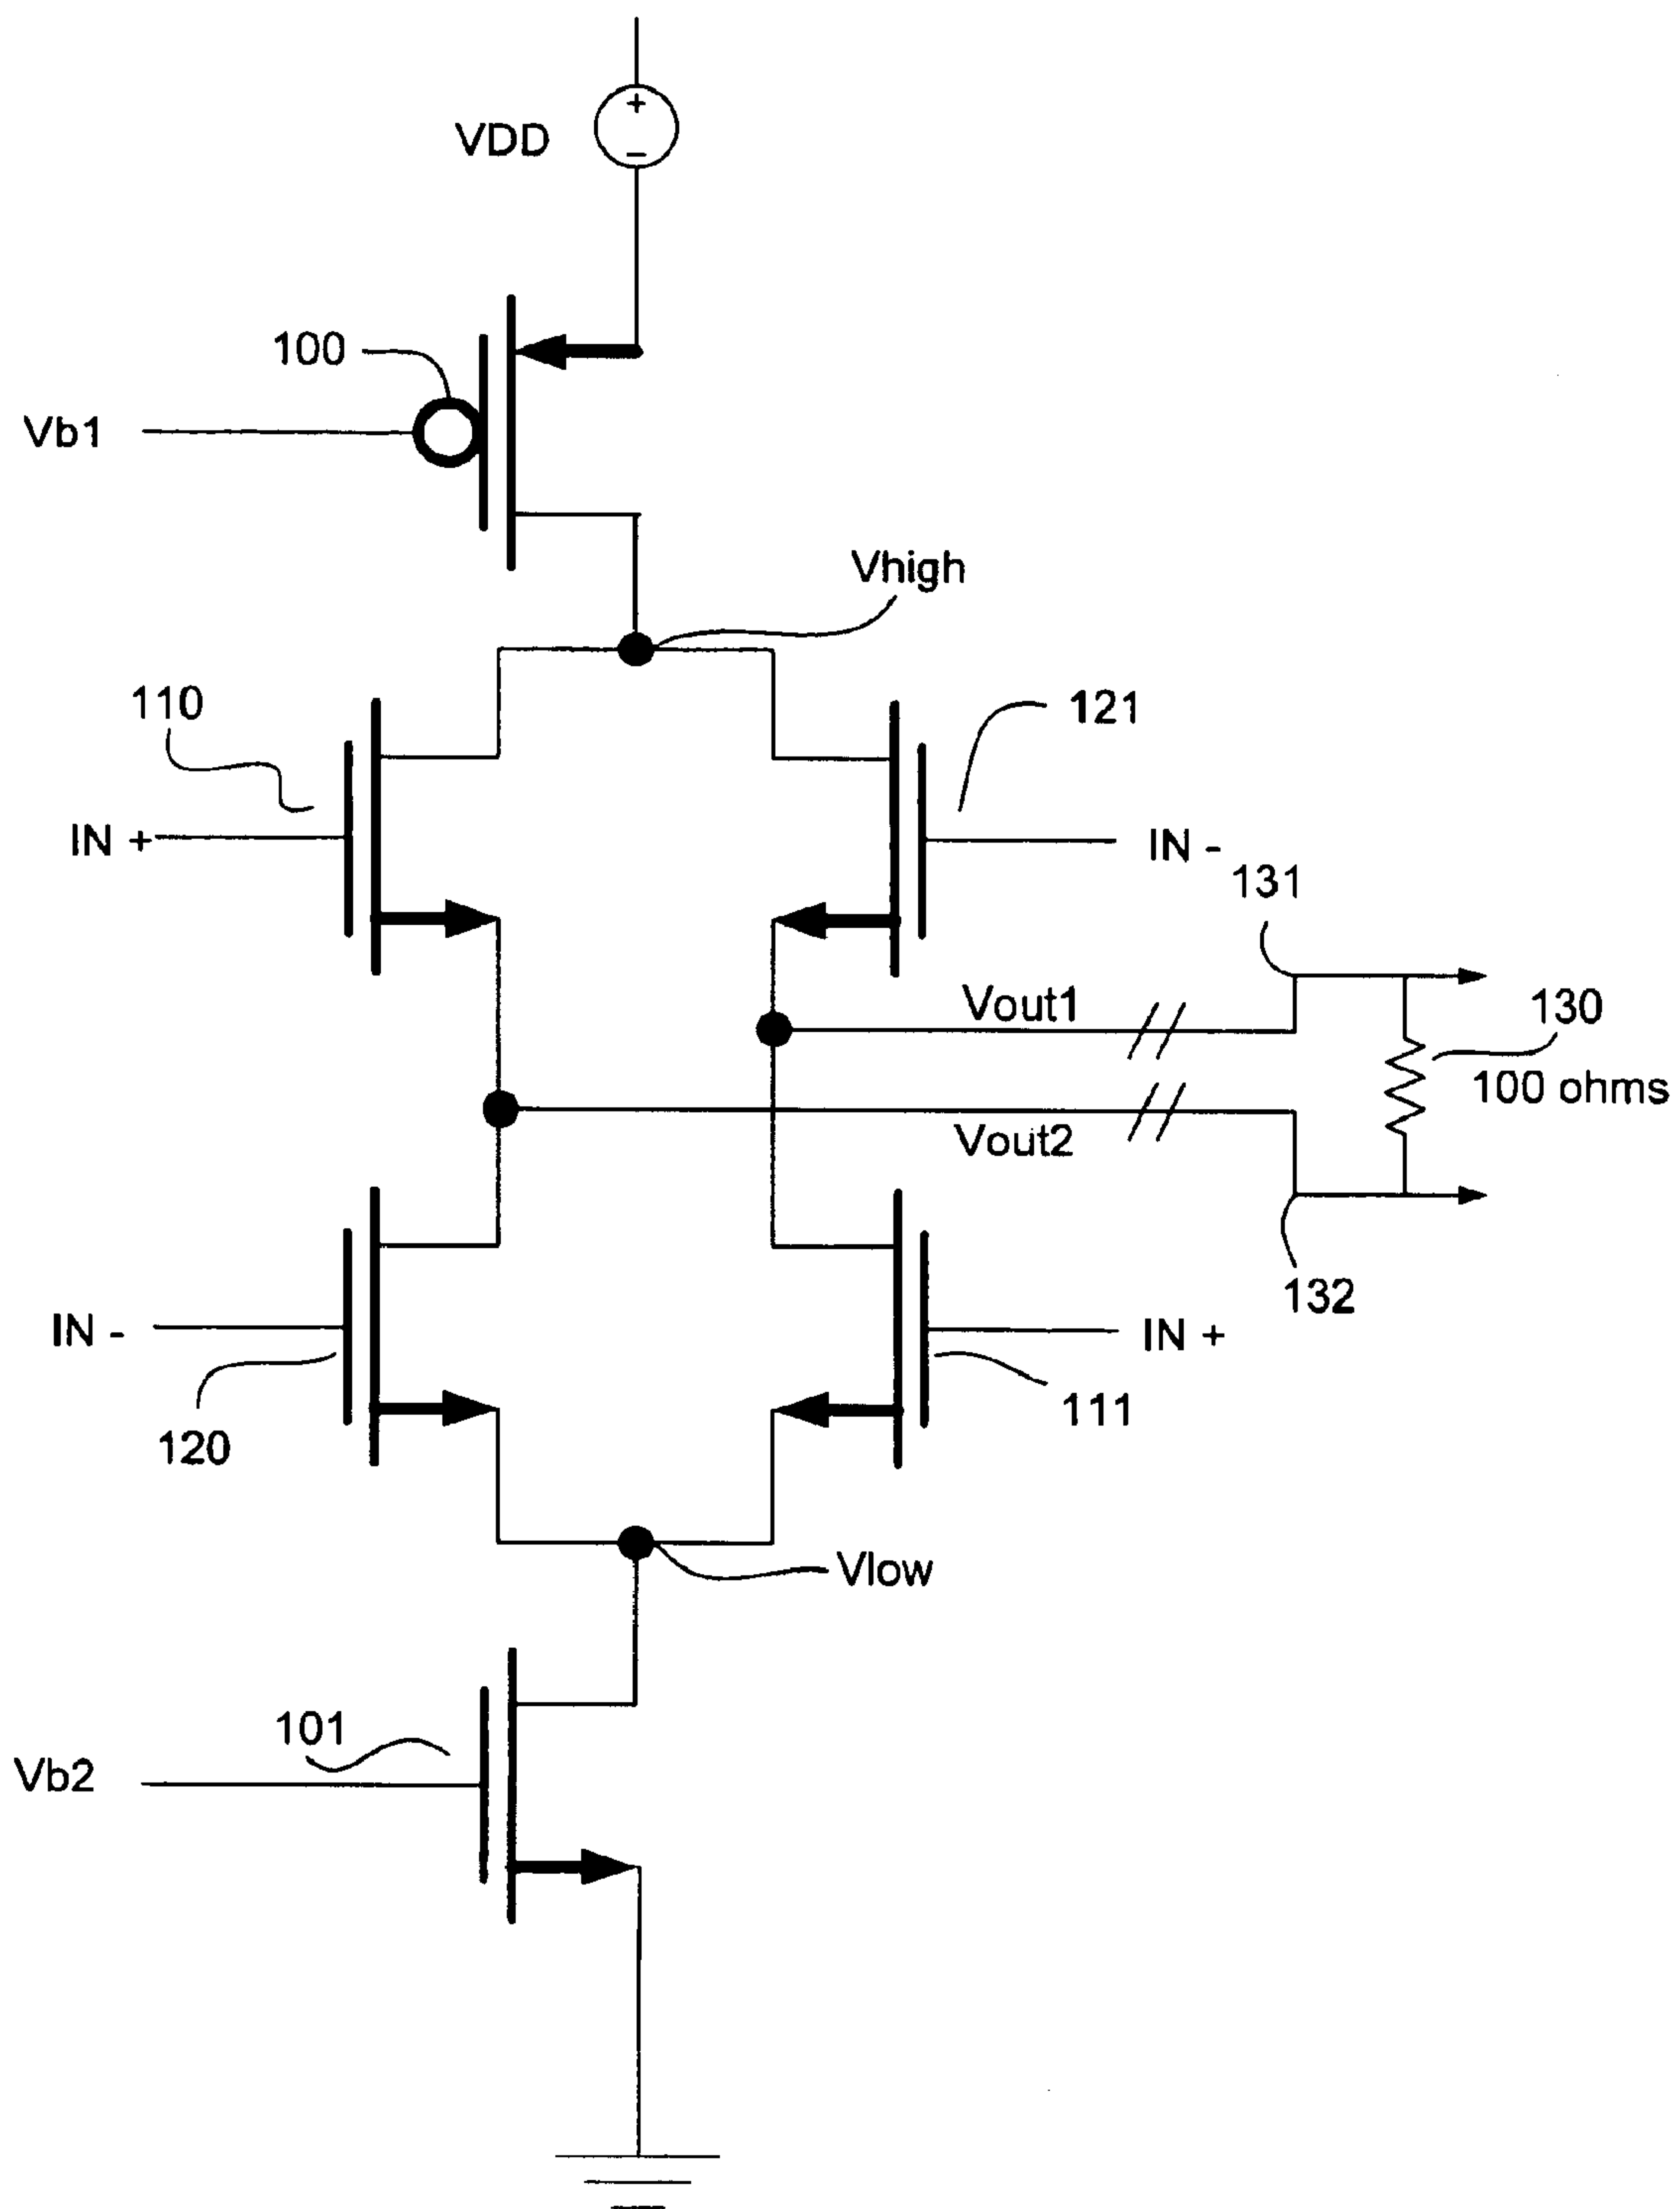 +
VDD
−
100
Vb1
Vhigh
110
121
IN +
IN -
131
Vout1
130
100 ohms
Vout2
132
IN -
IN +
111
120
Vlow
101
Vb2